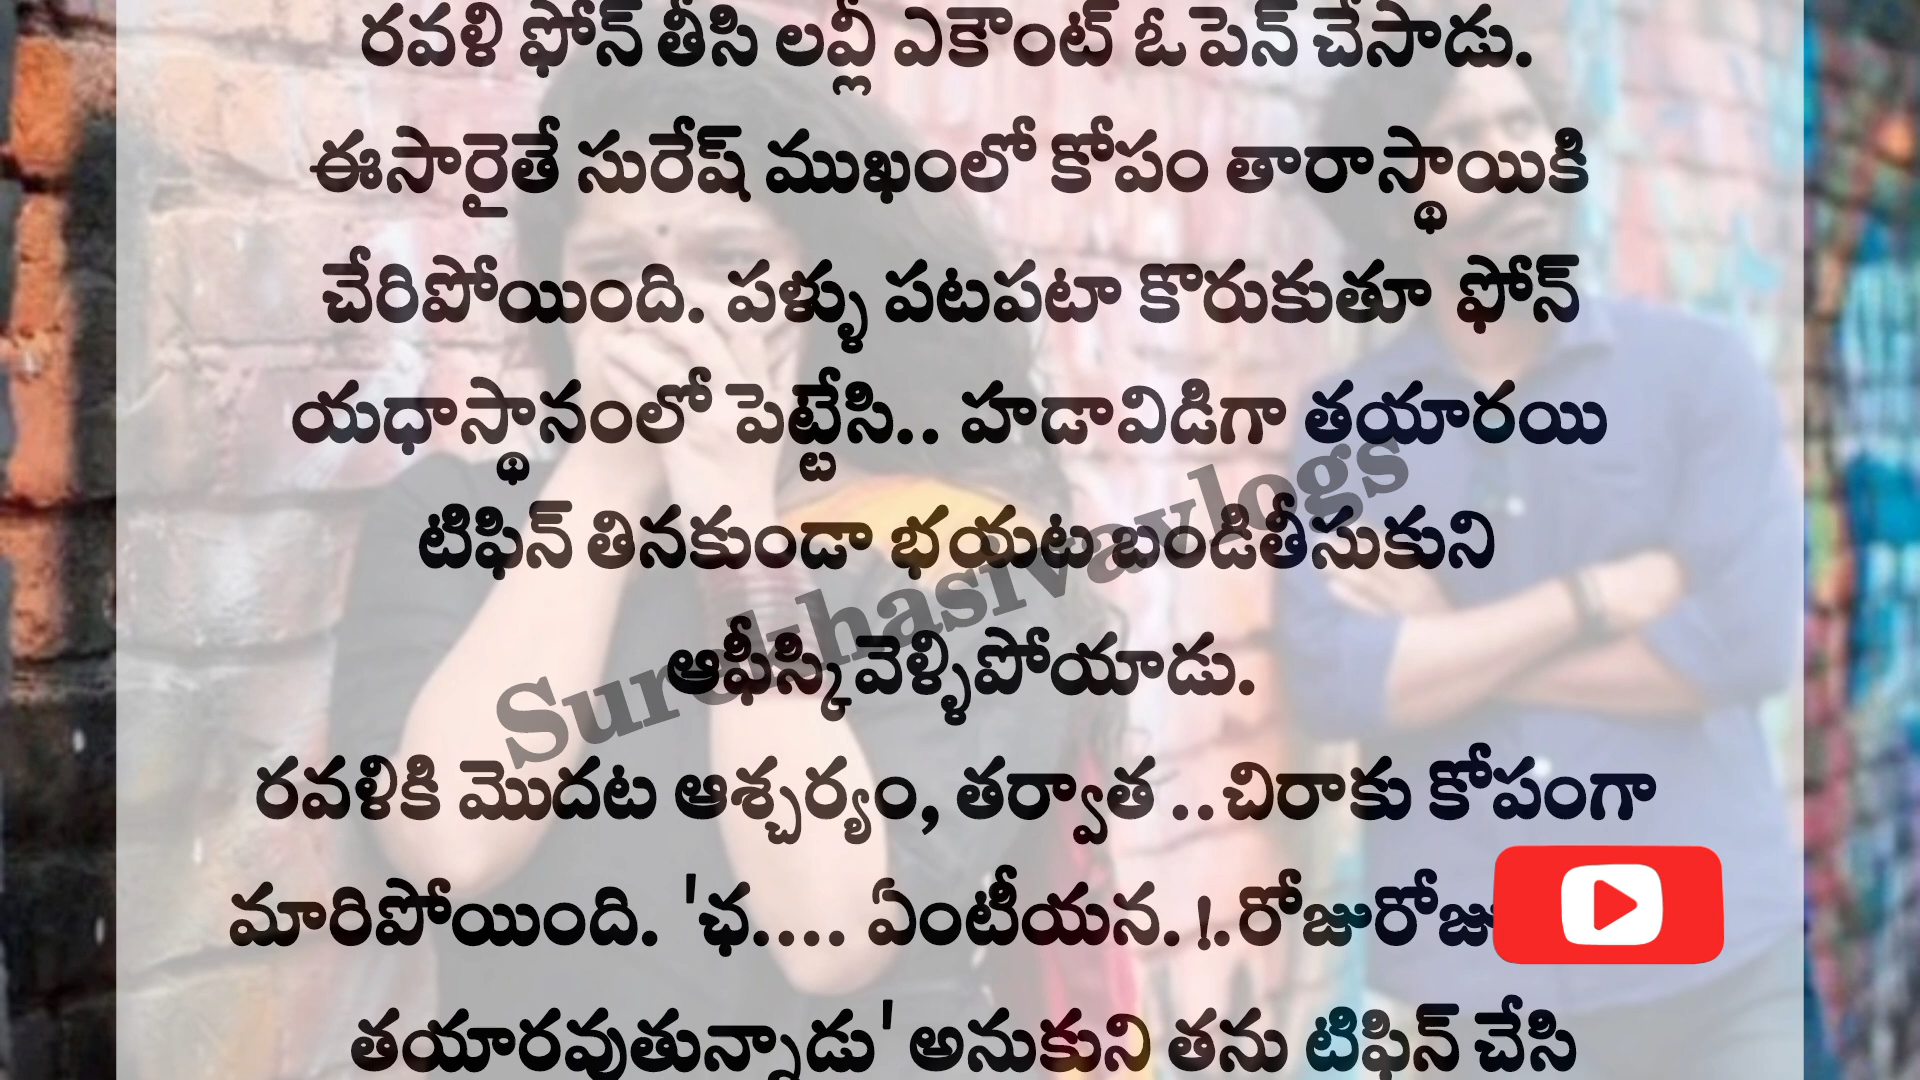 రవళి ఫోన్ తీసి లవ్లీ ఎకౌంట్ ఓపెన్ చేసాడు.
ఈసారైతే సురేష్ ముఖంలో కోపం తారాస్థాయికి
చేరిపోయింది. పళ్ళు పటపటా కొరుకుతూ ఫోన్
యధాస్థానంలో పెట్టేసి.. హడావిడిగా తయారయి
టిఫిన్ తినకుండా భయట బండితీసుకుని
ఆఫీస్కివెళ్ళిపోయాడు.
Surekhasivavlogs
రవళికి మొదట ఆశ్చర్యం, తర్వాత ..చిరాకు కోపంగా
మారిపోయింది. 'ఛ.... ఏంటీయన.!.రోజురోజు
తయారవుతున్నాడు' అనుకుని తను టిఫిన్ చేసి